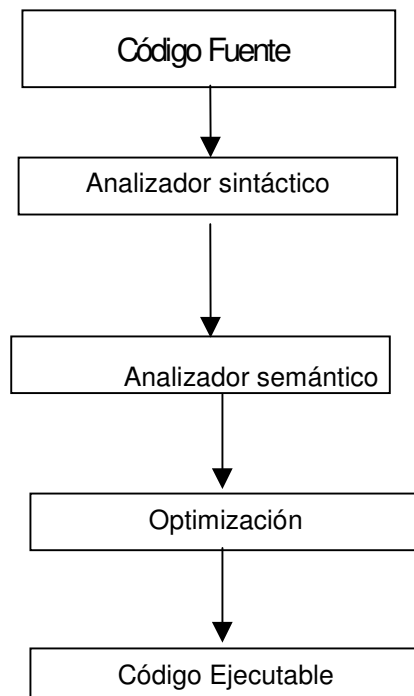 Código Fuente
Analizador sintáctico
Analizador semántico
Optimización
Código Ejecutable